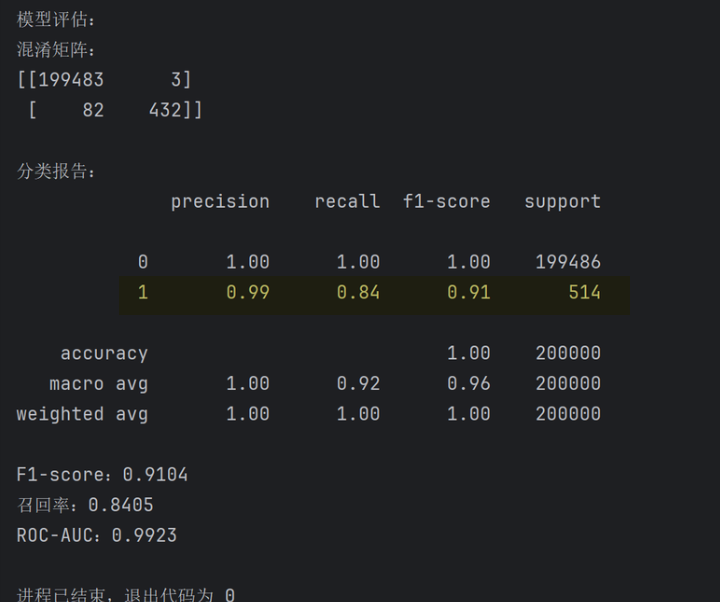 模型评估：
混淆矩阵：
[[199483      3]
 [    82    432]]
分类报告：
precision    recall  f1-score   support
0       1.00      1.00      1.00    199486
1       0.99      0.84      0.91       514
accuracy                           1.00    200000
macro avg       1.00      0.92      0.96    200000
weighted avg       1.00      1.00      1.00    200000
F1-score：0.9104
召回率：0.8405
ROC-AUC：0.9923
进程已结束，退出代码为 0